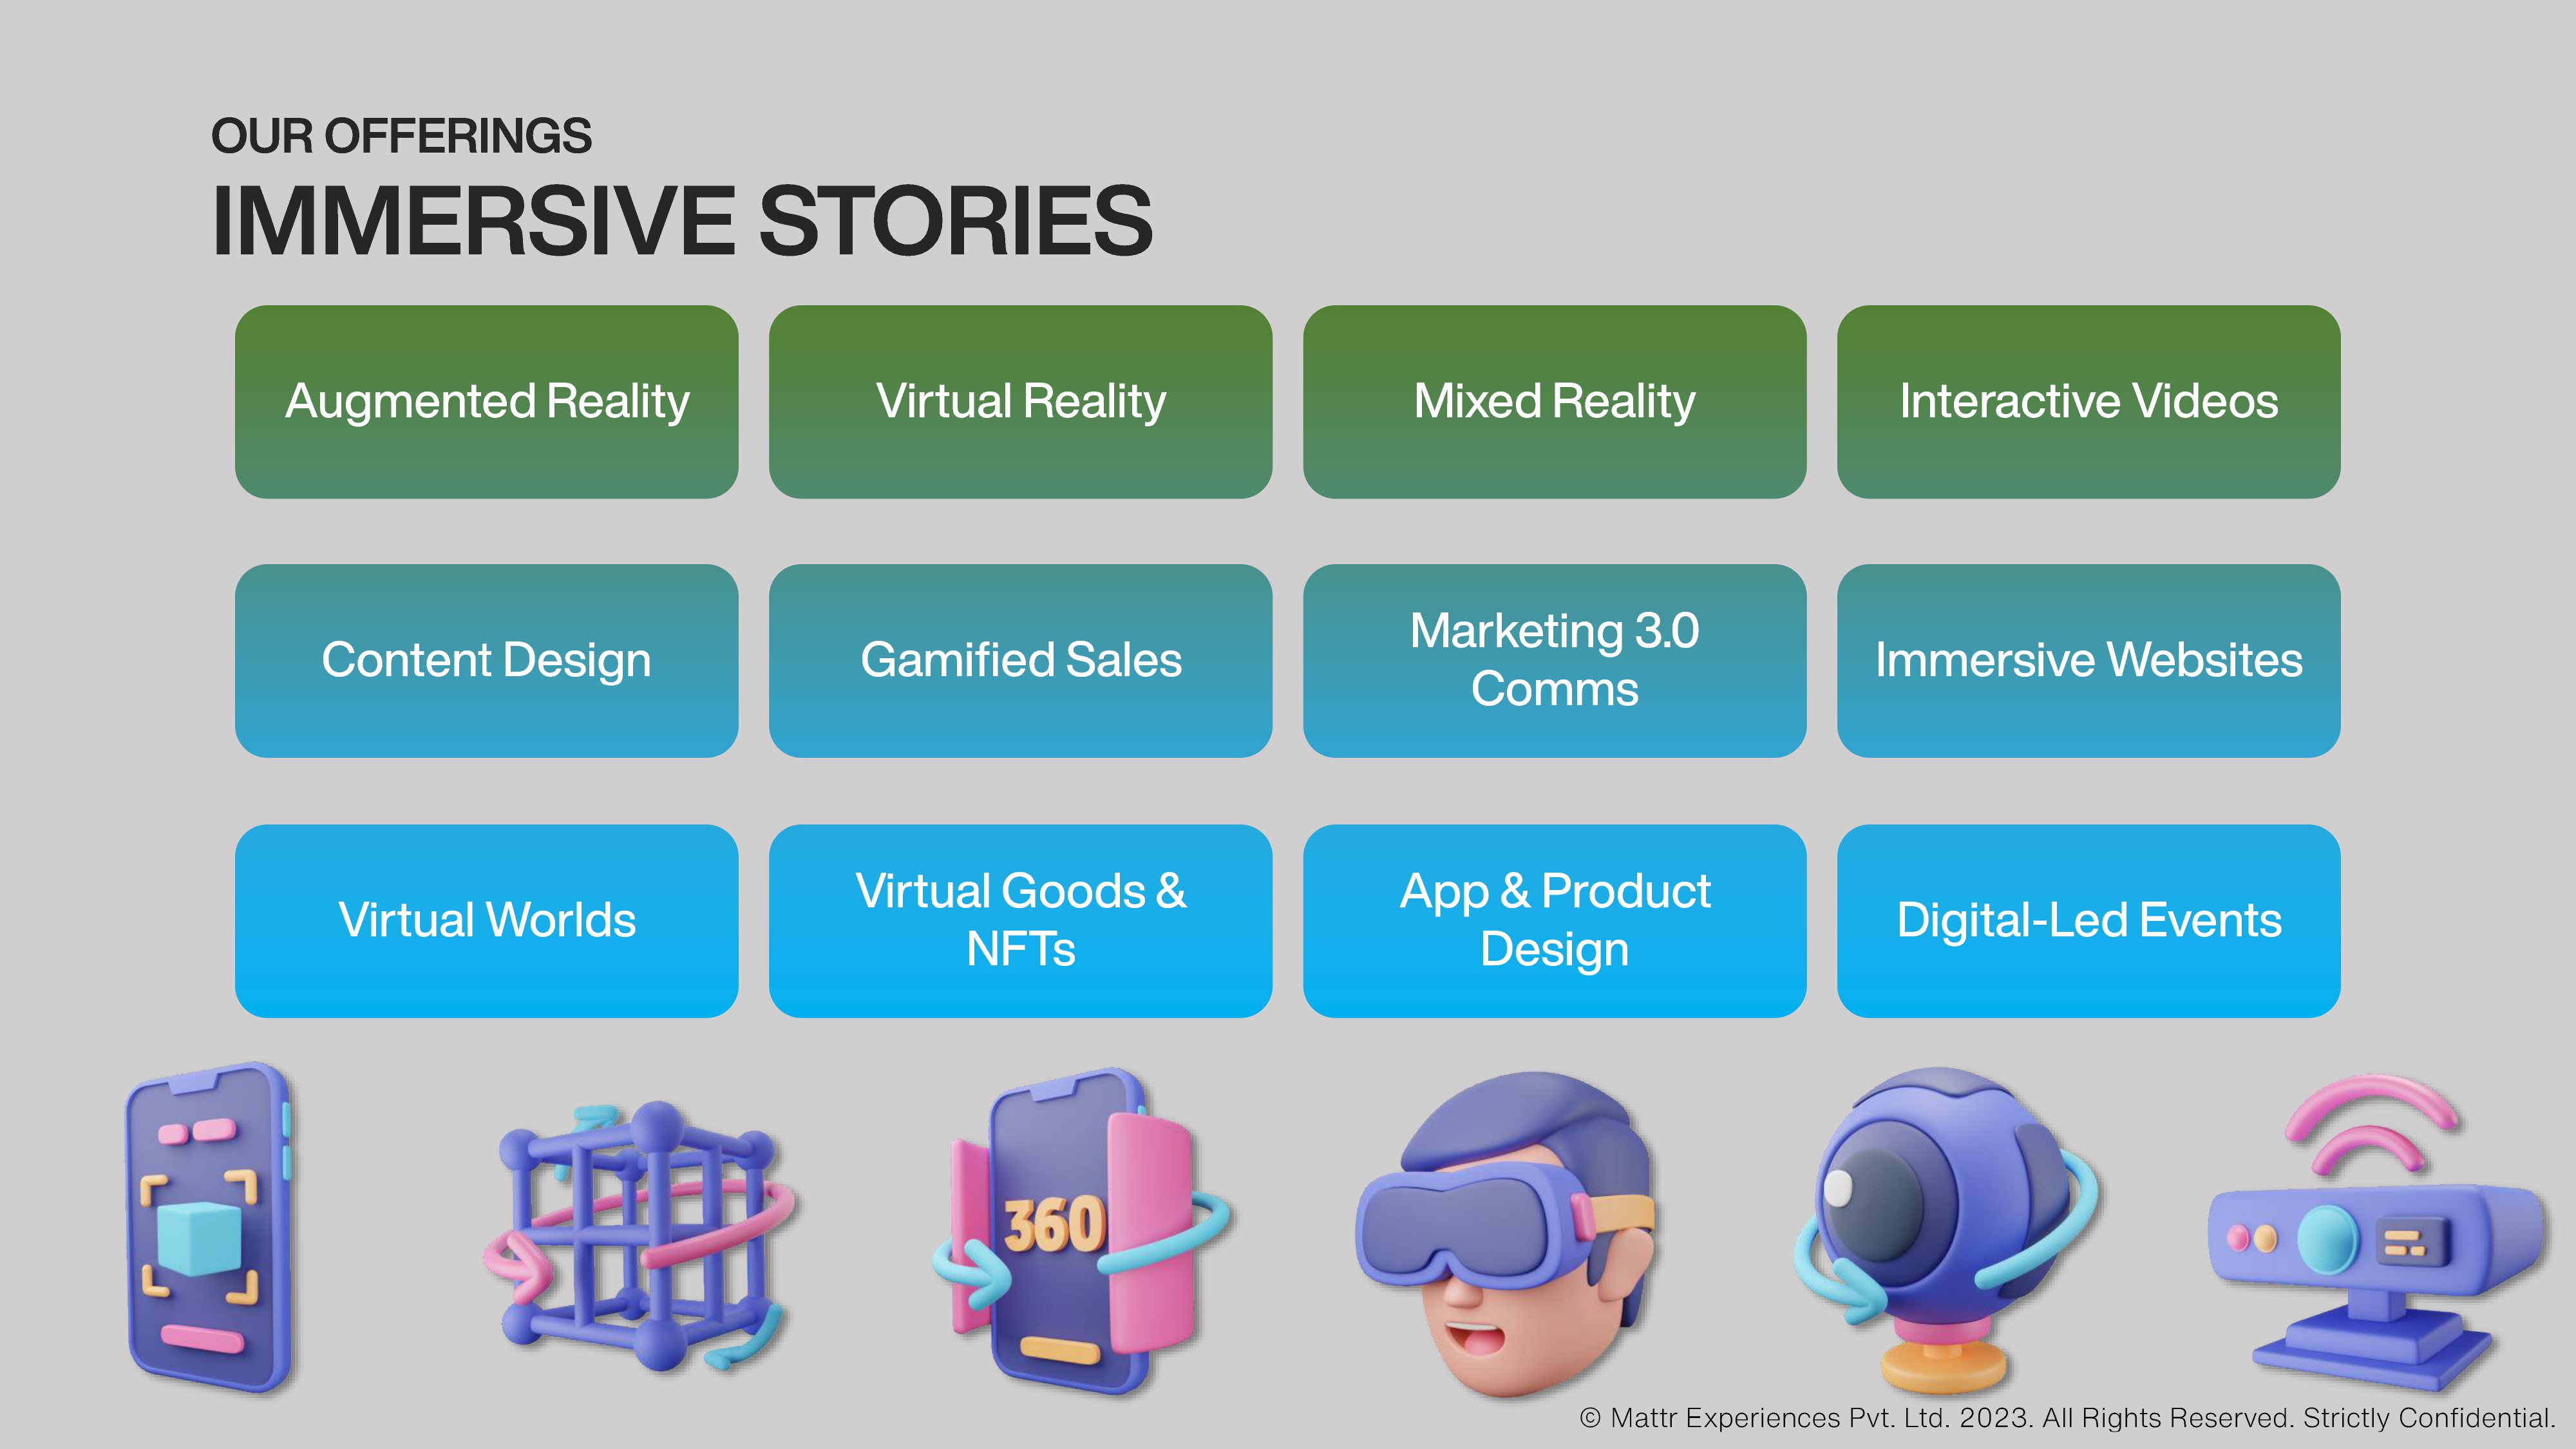 OUR OFFERINGS
IMMERSIVE STORIES
Augmented Reality
Virtual Reality
Mixed Reality
Interactive Videos
Content Design
Gamified Sales
Marketing 3.0
Comms
Immersive Websites
Virtual Worlds
Virtual Goods &
NFTs
App & Product
Design
Digital-Led Events
360
© Mattr Experiences Pvt. Ltd. 2023. All Rights Reserved. Strictly Confidential.